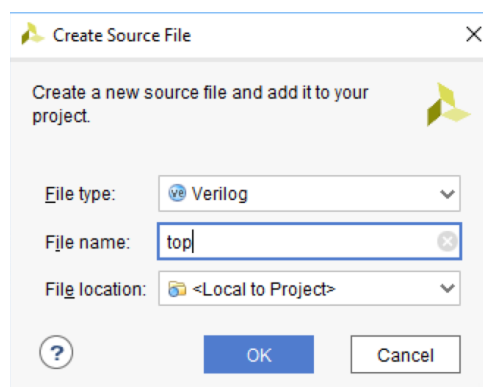 Create Source File
Create a new source file and add it to your
project.
File type: Verilog
File name: top
File location: <Local to Project>
? OK Cancel